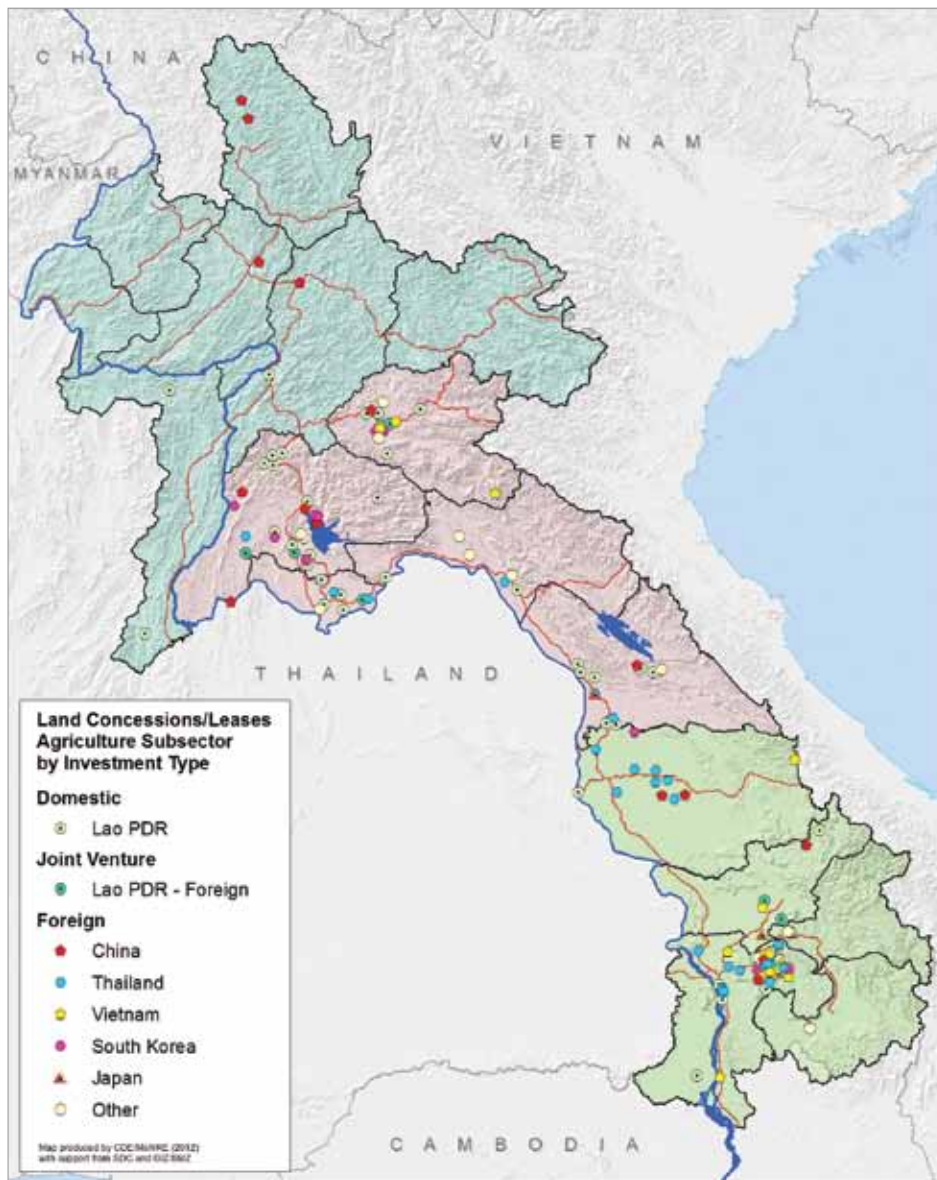 CHINA
VIETNAM
MYANMAR
THAILAND
Land Concessions/Leases
Agriculture Subsector
by Investment Type
Domestic
Lao PDR
Joint Venture
Lao PDR - Foreign
Foreign
China
Thailand
Vietnam
South Korea
Japan
Other
Map produced by CDE/MoNRE (2012)
with support from SDC and GIZ/BMZ
CAMBODIA